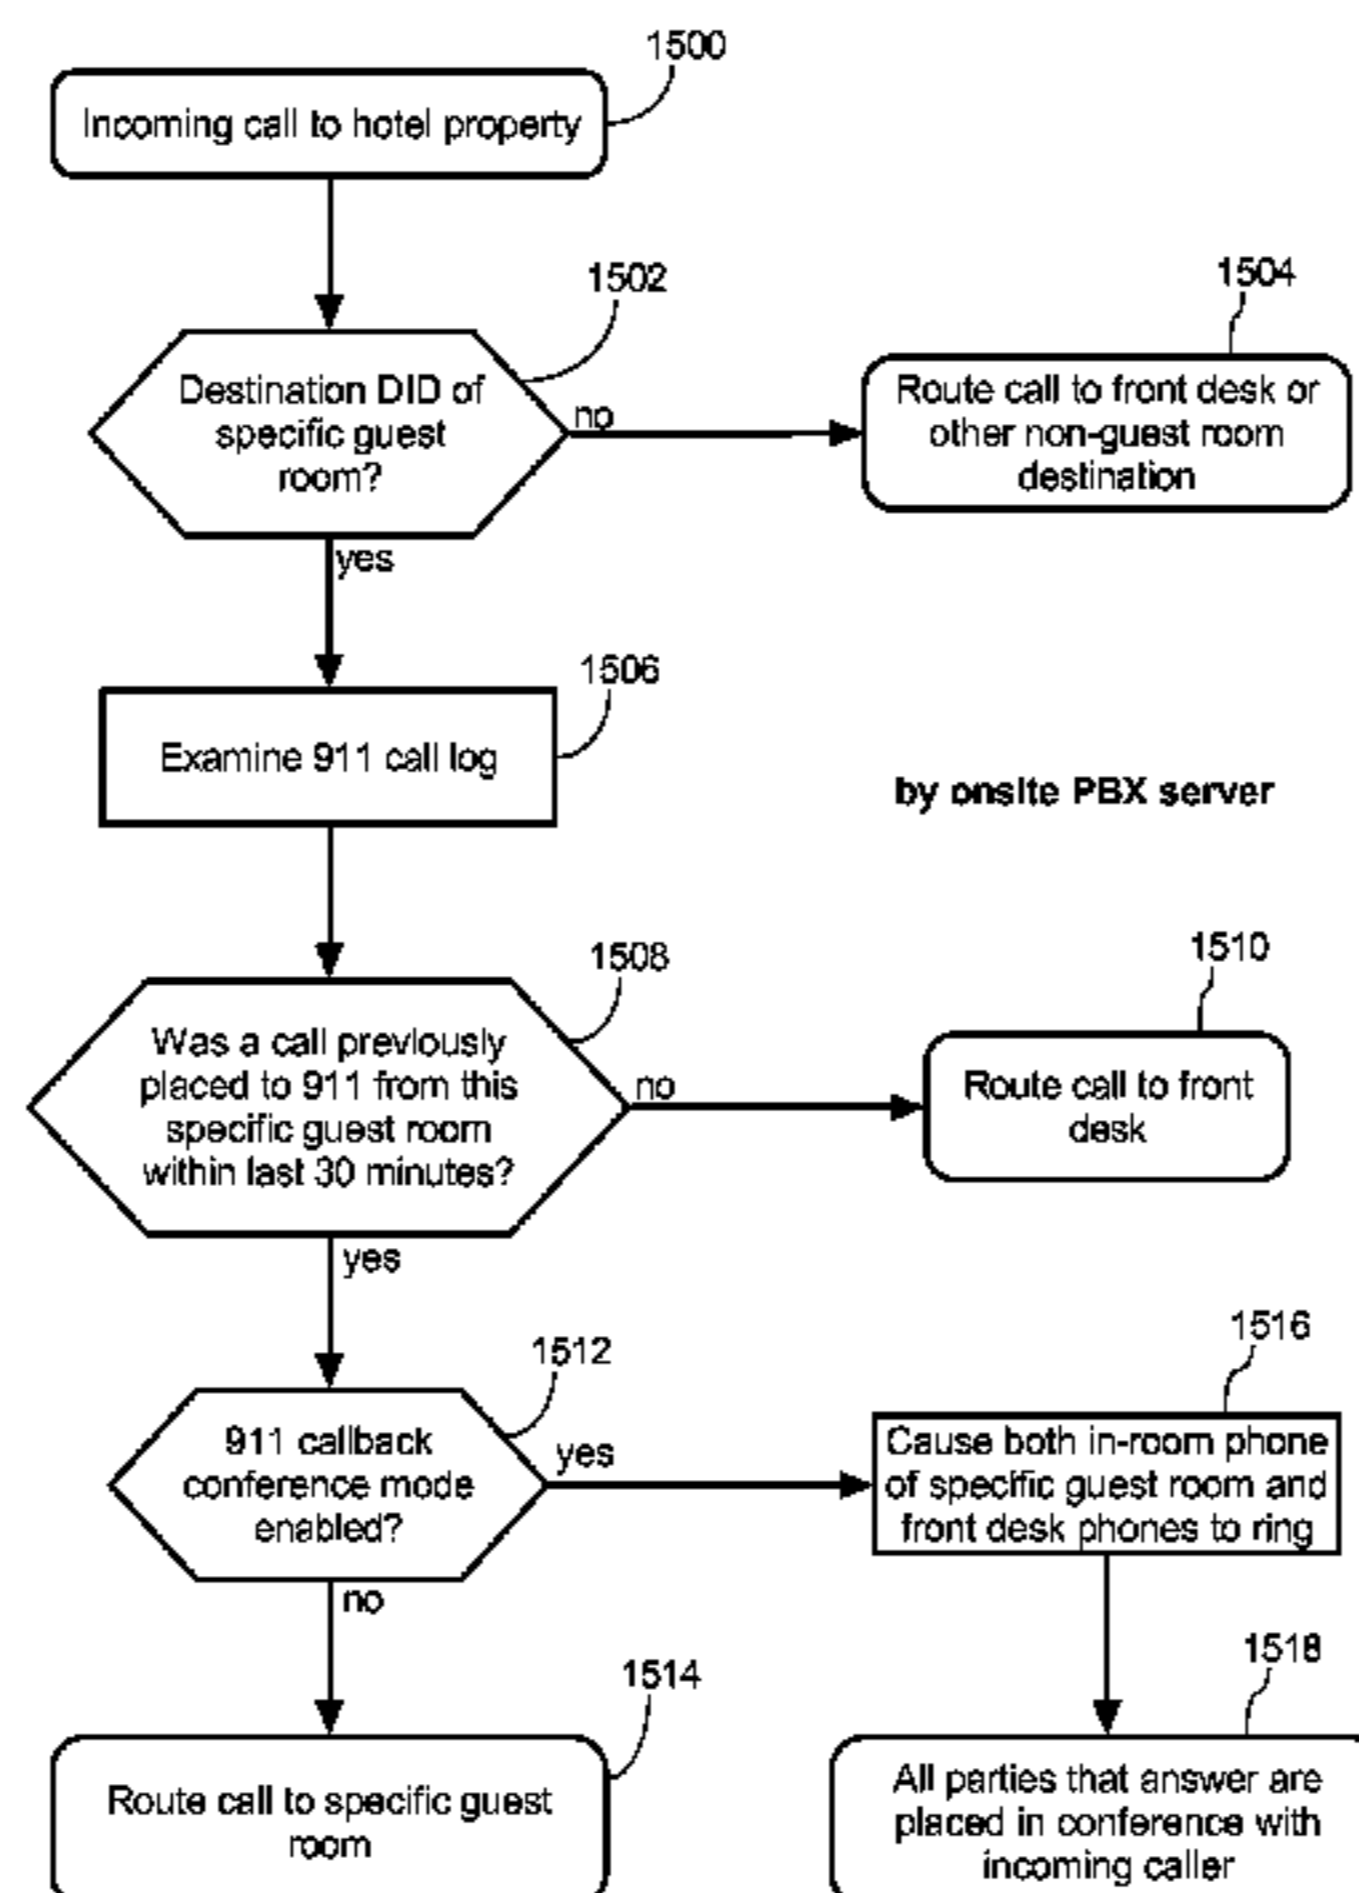 1500
Incoming call to hotel property
1502
Destination DID of
specific guest
room?
no
yes
1504
Route call to front desk or
other non-guest room
destination
1506
Examine 911 call log
by onsite PBX server
1508
Was a call previously
placed to 911 from this
specific guest room
within last 30 minutes?
no
yes
1510
Route call to front
desk
1512
911 callback
conference mode
enabled?
yes
no
1516
Cause both in-room phone
of specific guest room and
front desk phones to ring
1514
Route call to specific guest
room
1518
All parties that answer are
placed in conference with
incoming caller